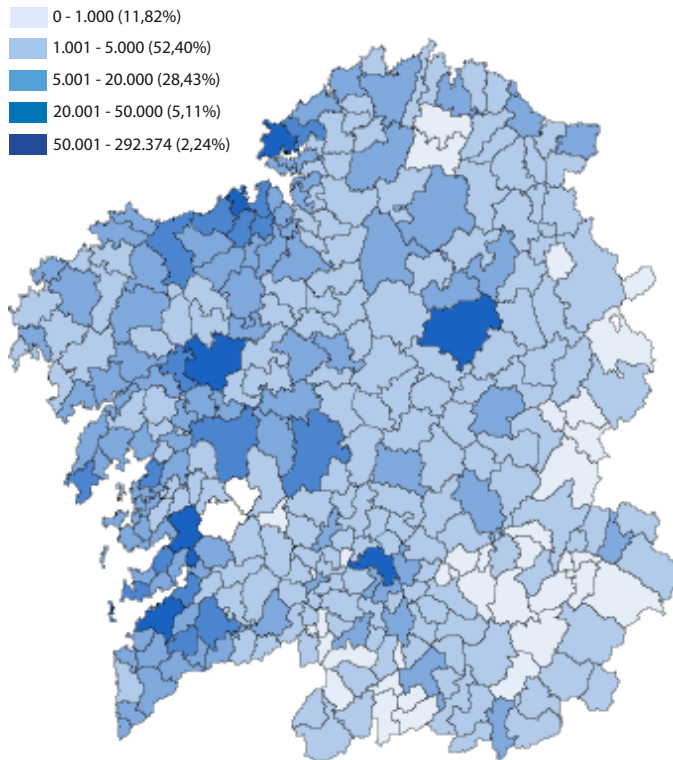 0 - 1.000 (11,82%)
1.001 - 5.000 (52,40%)
5.001 - 20.000 (28,43%)
20.001 - 50.000 (5,11%)
50.001 - 292.374 (2,24%)